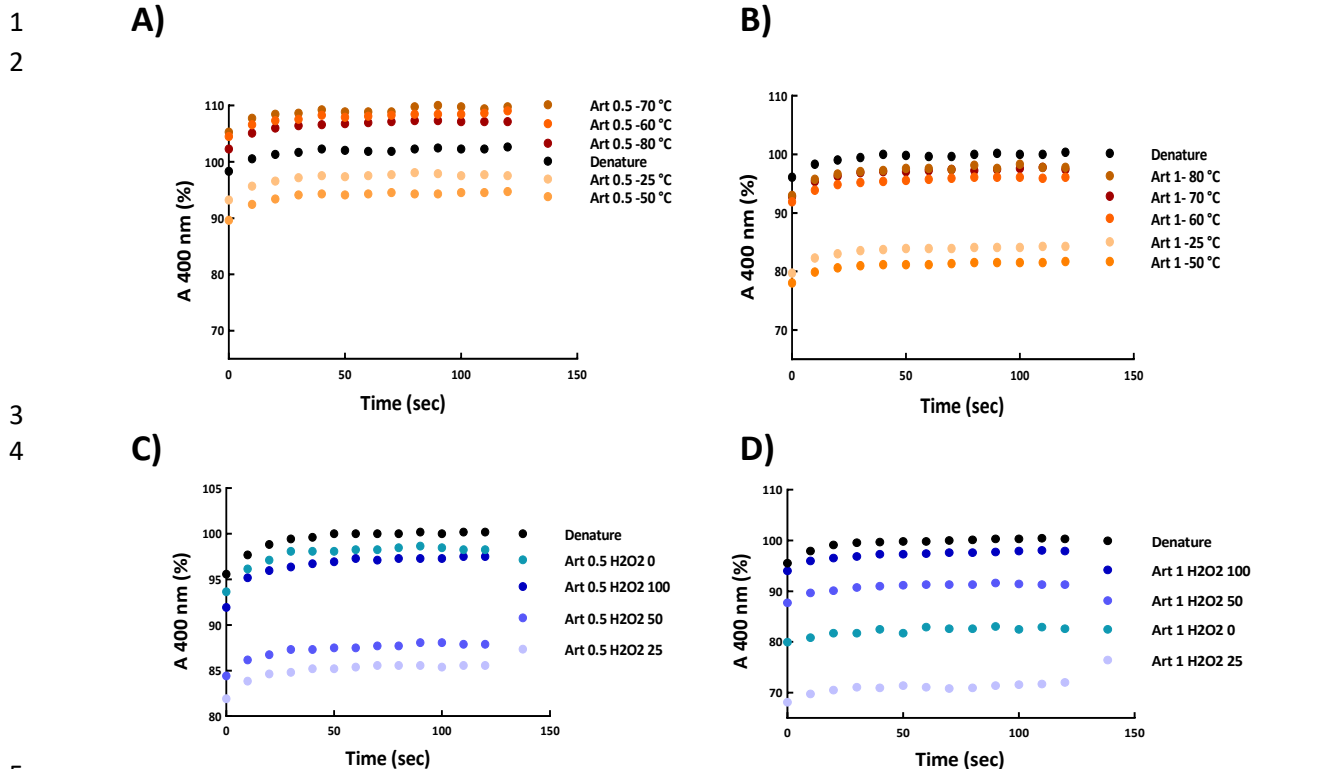 1
2
A)
110
100
90
80
70
A 400 nm (%)
0
50
100
150
Time (sec)
Art 0.5 -70 °C
Art 0.5 -60 °C
Art 0.5 -80 °C
Denature
Art 0.5 -25 °C
Art 0.5 -50 °C
B)
110
100
90
80
70
A 400 nm (%)
0
50
100
150
Time (sec)
Denature
Art 1- 80 °C
Art 1- 70 °C
Art 1- 60 °C
Art 1 -25 °C
Art 1 -50 °C
3
4
C)
105
100
95
90
85
80
A 400 nm (%)
0
50
100
150
Time (sec)
Denature
Art 0.5 H2O2 0
Art 0.5 H2O2 100
Art 0.5 H2O2 50
Art 0.5 H2O2 25
D)
110
100
90
80
70
A 400 nm (%)
0
50
100
150
Time (sec)
Denature
Art 1 H2O2 100
Art 1 H2O2 50
Art 1 H2O2 0
Art 1 H2O2 25